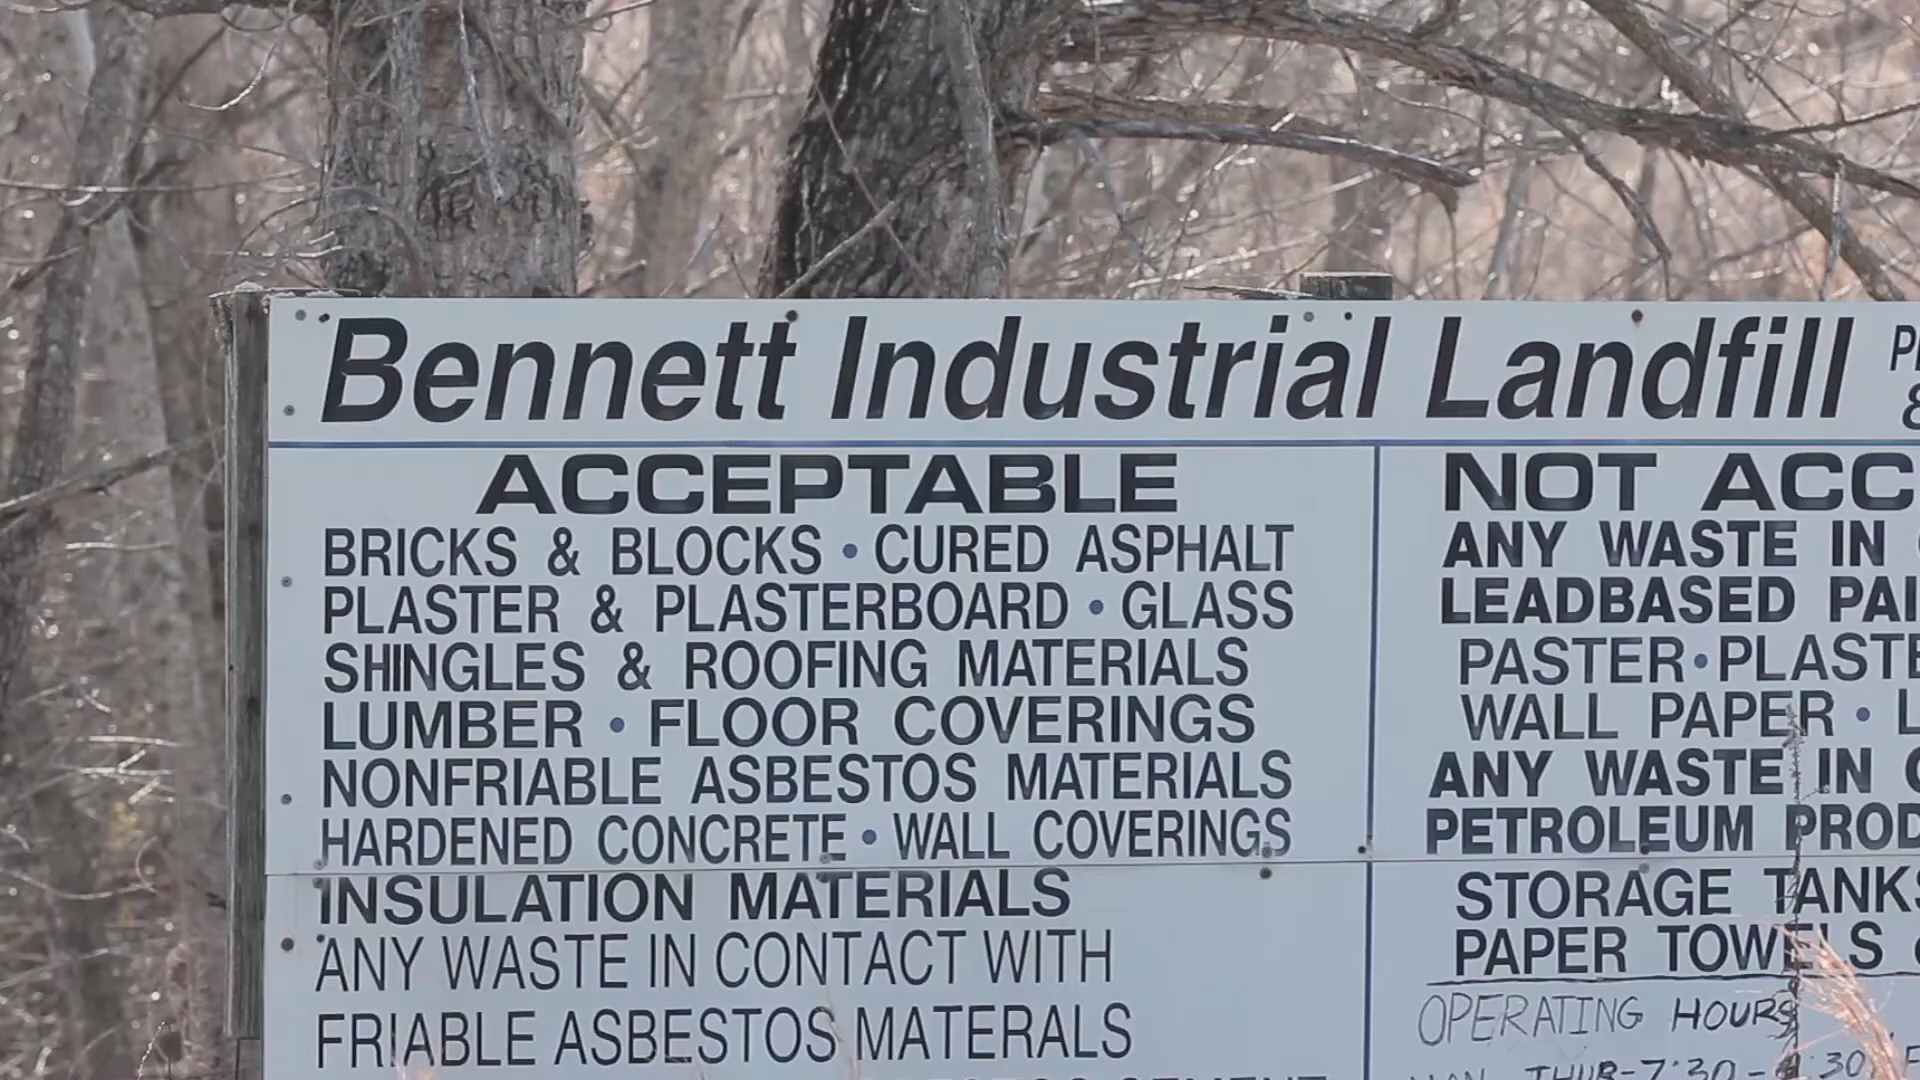 Bennett Industrial Landfill
ACCEPTABLE
BRICKS & BLOCKS • CURED ASPHALT
PLASTER & PLASTERBOARD • GLASS
SHINGLES & ROOFING MATERIALS
LUMBER • FLOOR COVERINGS
NONFRIABLE ASBESTOS MATERIALS
HARDENED CONCRETE • WALL COVERINGS
INSULATION MATERIALS
ANY WASTE IN CONTACT WITH
FRIABLE ASBESTOS MATERALS
NOT ACC
ANY WASTE IN
LEADBASED PAI
PASTER • PLASTE
WALL PAPER • L
ANY WASTE IN
PETROLEUM PROD
STORAGE TANKS
PAPER TOWELS
OPERATING HOURS
THUR-7:30-